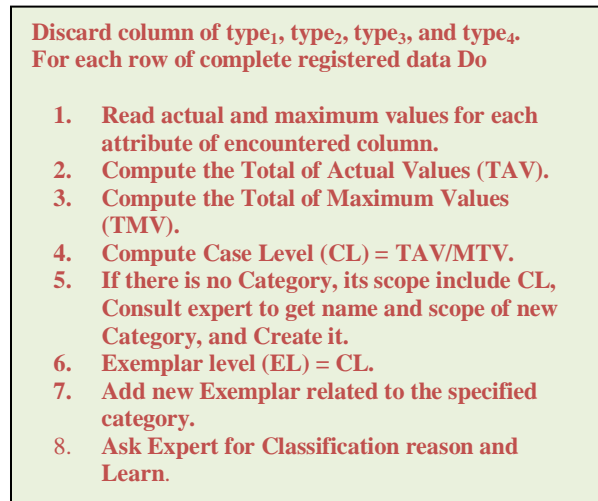 Discard column of type₁, type₂, type₃, and type₄.
For each row of complete registered data Do
1. Read actual and maximum values for each
attribute of encountered column.
2. Compute the Total of Actual Values (TAV).
3. Compute the Total of Maximum Values
(TMV).
4. Compute Case Level (CL) = TAV/MTV.
5. If there is no Category, its scope include CL,
Consult expert to get name and scope of new
Category, and Create it.
6. Exemplar level (EL) = CL.
7. Add new Exemplar related to the specified
category.
8. Ask Expert for Classification reason and
Learn.